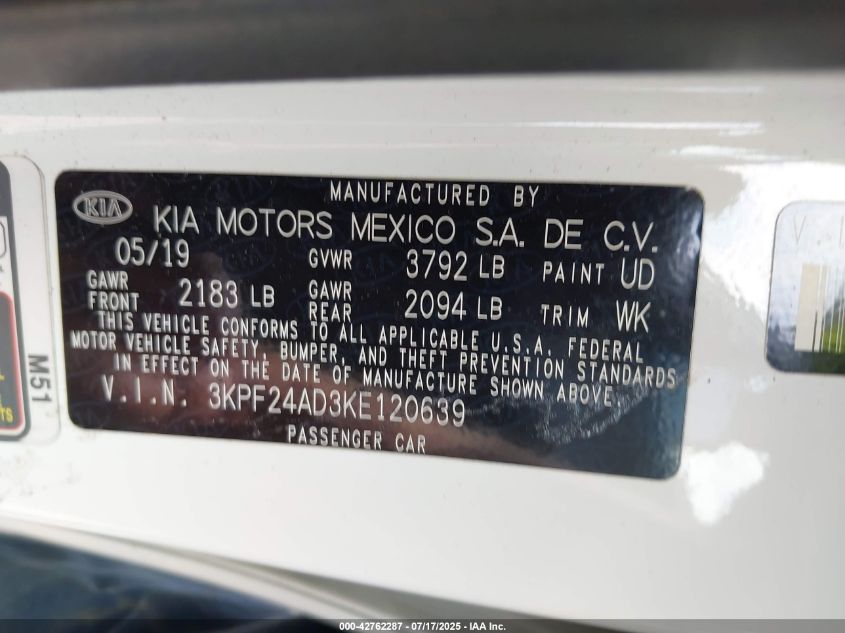 MANUFACTURED BY
KIA
KIA MOTORS MEXICO S.A. DE C.V.
05/19 GVWR 3792 LB PAINT UD
GAWR FRONT 2183 LB GAWR REAR 2094 LB TRIM WK
THIS VEHICLE CONFORMS TO ALL APPLICABLE U.S.A. FEDERAL
MOTOR VEHICLE SAFETY, BUMPER, AND THEFT PREVENTION STANDARDS
IN EFFECT ON THE DATE OF MANUFACTURE SHOWN ABOVE.
V.I.N. 3KPF24AD3KE120639
PASSENGER CAR
M51
000-42762287 - 07/17/2025 - IAA Inc.